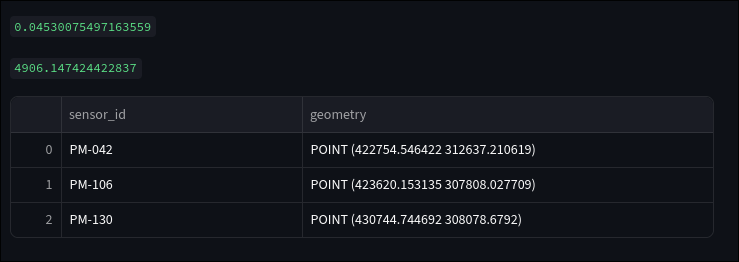 0.04530075497163559
4906.147424422837
sensor_id geometry
0 PM-042 POINT (422754.546422 312637.210619)
1 PM-106 POINT (423620.153135 307808.027709)
2 PM-130 POINT (430744.744692 308078.6792)